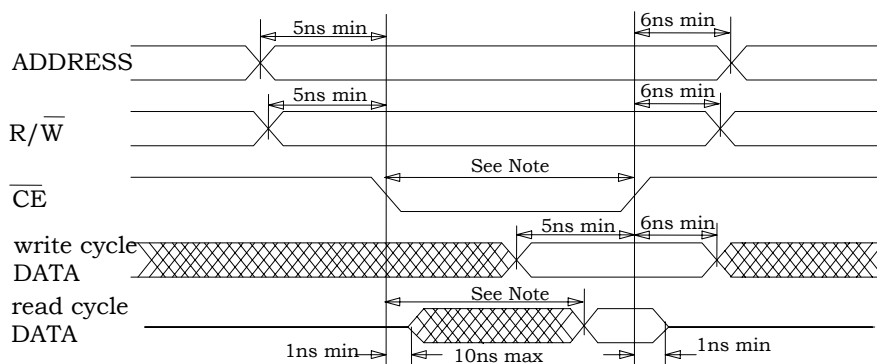 5ns min 6ns min
ADDRESS
5ns min 6ns min
R/W̅
See Note
C̅E̅
5ns min 6ns min
write cycle
DATA
See Note
read cycle
DATA
1ns min 10ns max 1ns min